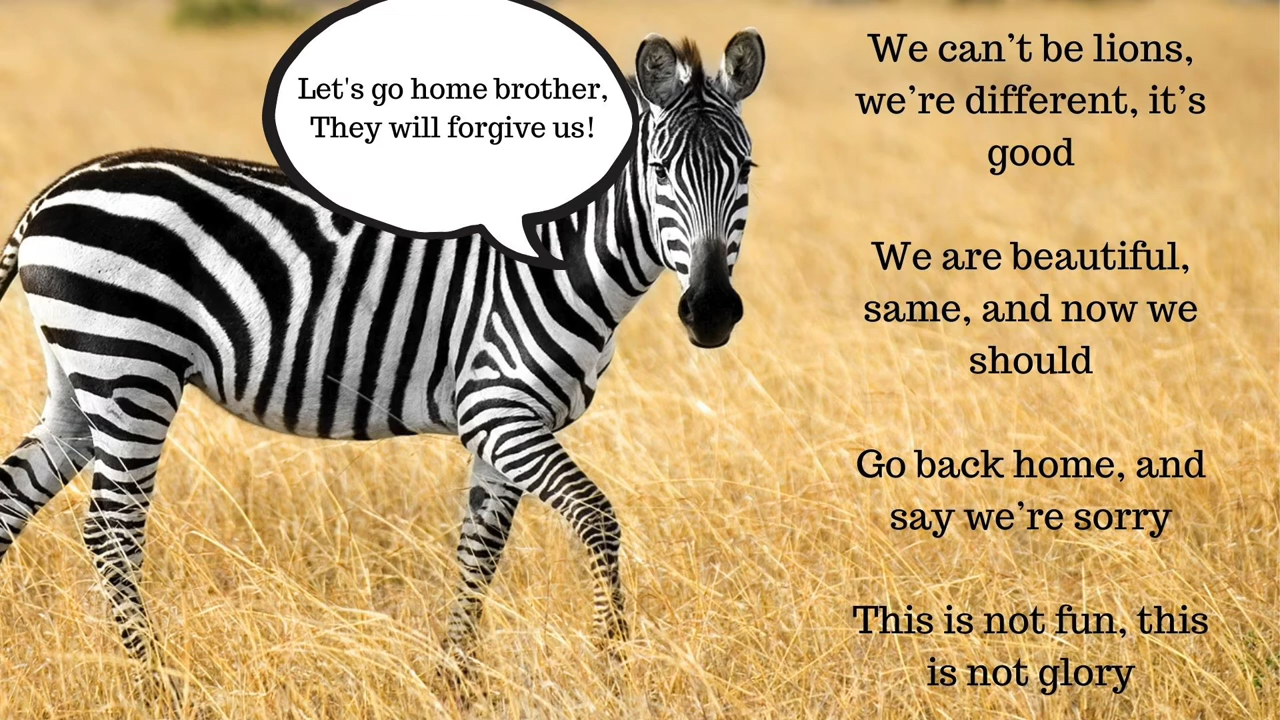 Let's go home brother,
They will forgive us!
We can’t be lions,
we’re different, it’s
good
We are beautiful,
same, and now we
should
Go back home, and
say we’re sorry
This is not fun, this
is not glory